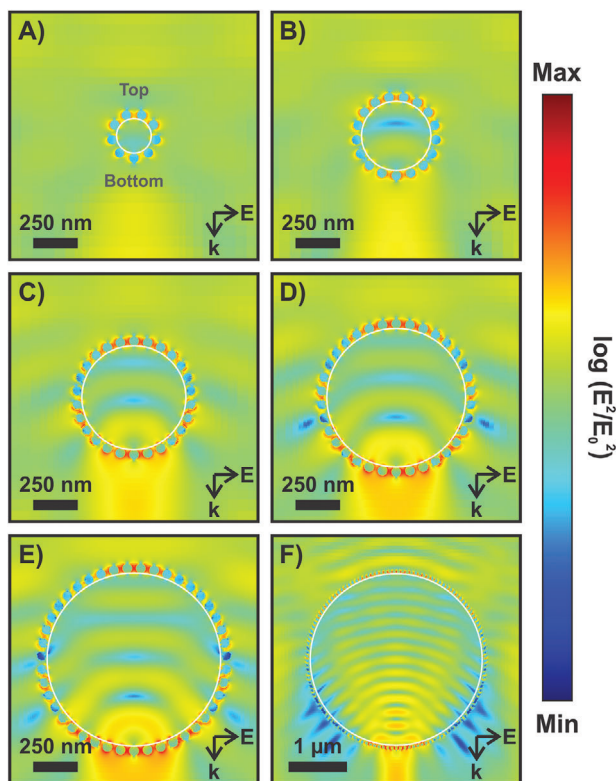 A)
Top
Bottom
250 nm
E
k
B)
250 nm
E
k
C)
250 nm
E
k
D)
250 nm
E
k
E)
250 nm
E
k
F)
1 µm
E
k
Max
log (E²/E₀²)
Min